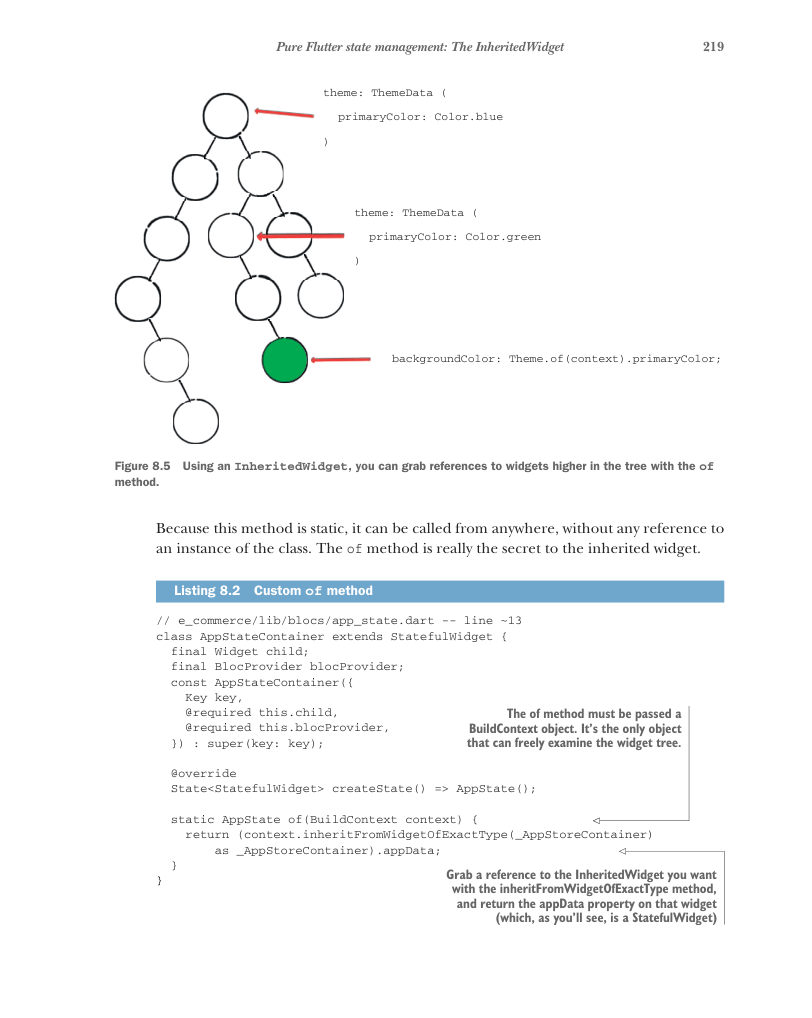 Pure Flutter state management: The InheritedWidget 219
theme: ThemeData (
primaryColor: Color.blue
)
theme: ThemeData (
primaryColor: Color.green
)
backgroundColor: Theme.of(context).primaryColor;
Figure 8.5 Using an InheritedWidget, you can grab references to widgets higher in the tree with the of
method.
Because this method is static, it can be called from anywhere, without any reference to
an instance of the class. The of method is really the secret to the inherited widget.
Listing 8.2 Custom of method
// e_commerce/lib/blocs/app_state.dart -- line ~13
class AppStateContainer extends StatefulWidget {
final Widget child;
final BlocProvider blocProvider;
const AppStateContainer({
Key key,
@required this.child,
@required this.blocProvider,
}) : super(key: key);
The of method must be passed a
BuildContext object. It's the only object
that can freely examine the widget tree.
@override
State<StatefulWidget> createState() => AppState();
static AppState of(BuildContext context) {
return (context.inheritFromWidgetOfExactType(_AppStoreContainer)
as _AppStoreContainer).appData;
}
}
Grab a reference to the InheritedWidget you want
with the inheritFromWidgetOfExactType method,
and return the appData property on that widget
(which, as you'll see, is a StatefulWidget)